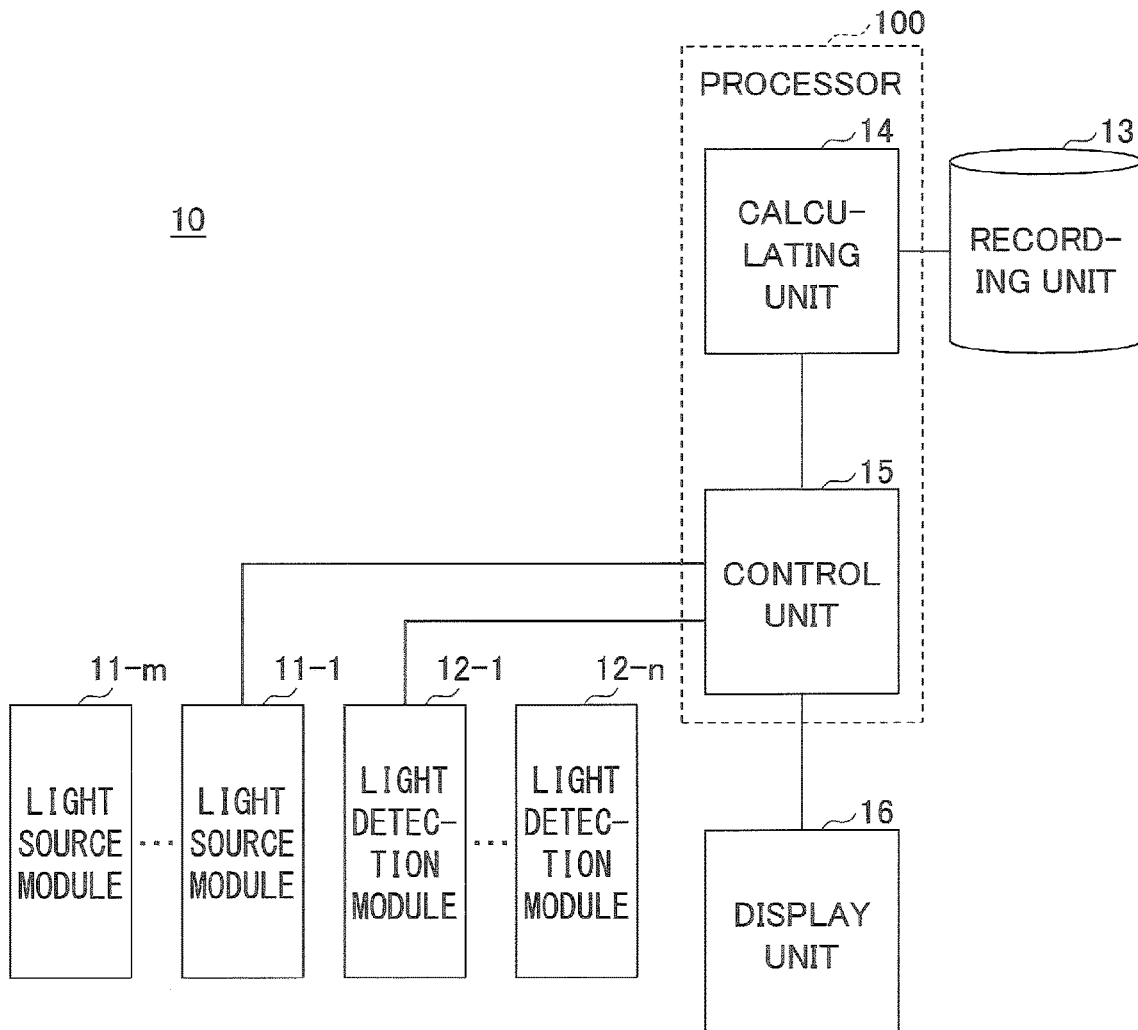 100
PROCESSOR
14
13
10
CALCU-
LATING
UNIT
RECORD-
ING UNIT
15
CONTROL
UNIT
11-m
11-1
12-1
12-n
LIGHT
SOURCE
MODULE
...
LIGHT
SOURCE
MODULE
LIGHT
DETEC-
TION
MODULE
...
LIGHT
DETEC-
TION
MODULE
16
DISPLAY
UNIT